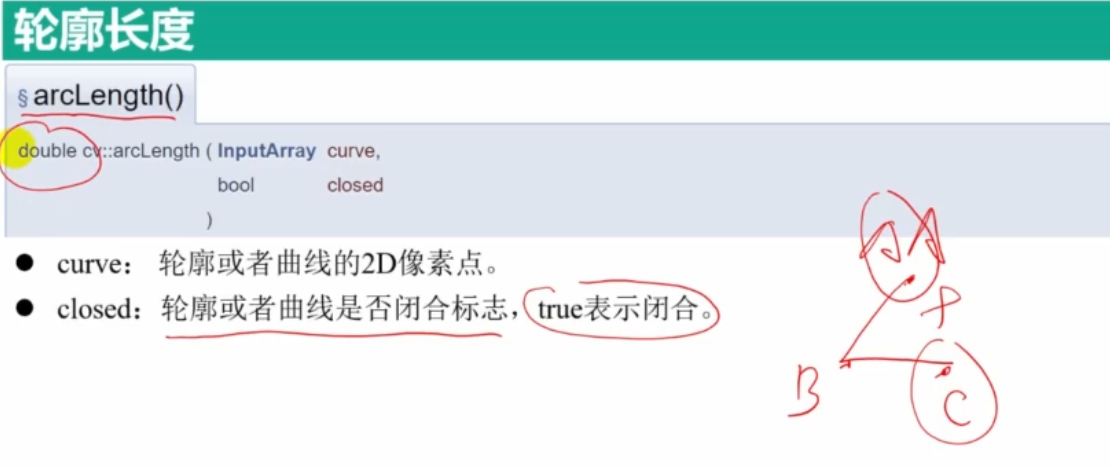 轮廓长度
§ arcLength()
double cv::arcLength ( InputArray curve,
bool closed
)
● curve： 轮廓或者曲线的2D像素点。
● closed：轮廓或者曲线是否闭合标志，true表示闭合。
B
C